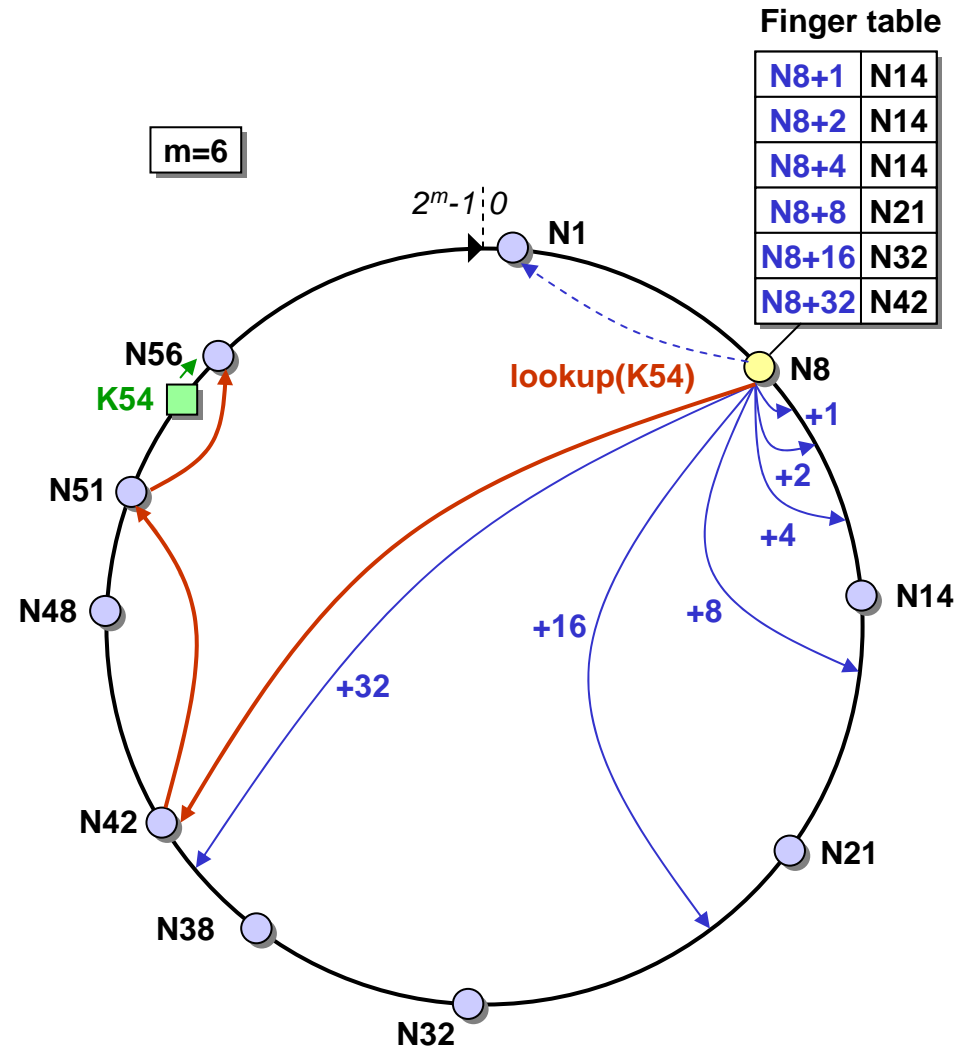 Finger table
N8+1 N14
N8+2 N14
N8+4 N14
N8+8 N21
N8+16 N32
N8+32 N42
m=6
2^m-1 0
N1
N56
lookup(K54)
N8
K54
+1
+2
N51
+4
N14
N48
+16
+8
+32
N42
N21
N38
N32